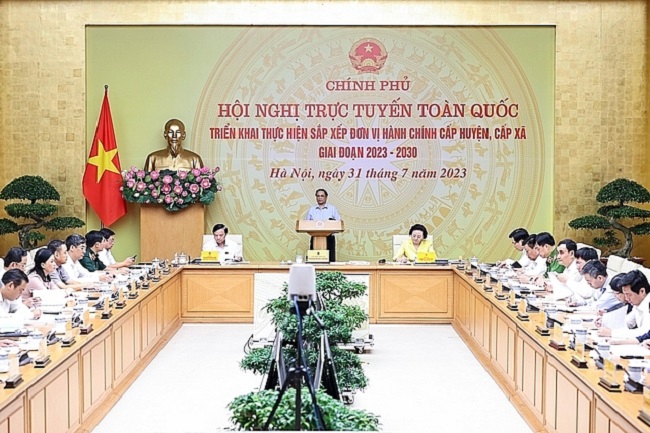 CHÍNH PHỦ
HỘI NGHỊ TRỰC TUYẾN TOÀN QUỐC
TRIỂN KHAI THỰC HIỆN SẮP XẾP ĐƠN VỊ HÀNH CHÍNH CẤP HUYỆN, CẤP XÃ
GIAI ĐOẠN 2023 - 2030
Hà Nội, ngày 31 tháng 7 năm 2023